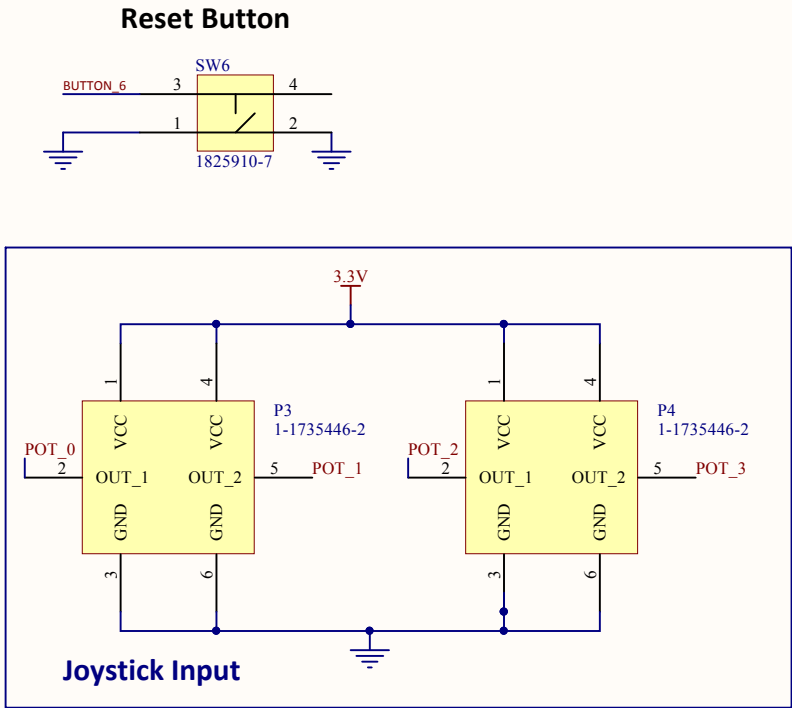 Reset Button
SW6
BUTTON_6 3 4
1 2
1825910-7
3.3V
1 4 1 4
P3 P4
1-1735446-2 1-1735446-2
VCC VCC VCC VCC
POT_0 POT_2
2 OUT_1 OUT_2 5 POT_1 2 OUT_1 OUT_2 5 POT_3
GND GND GND GND
3 6 3 6
Joystick Input